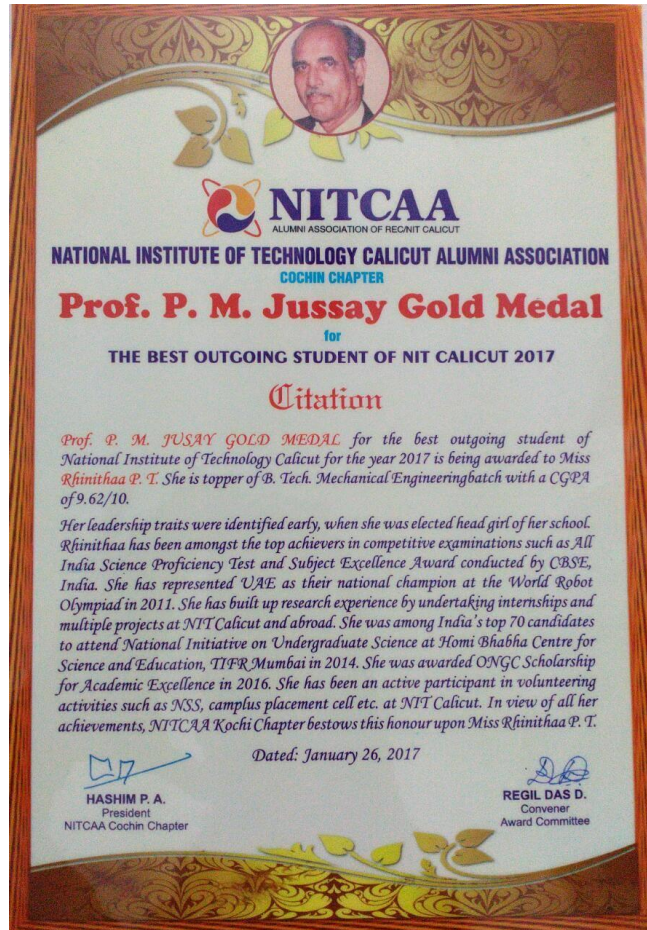 NITCAA
ALUMNI ASSOCIATION OF REC/NIT CALICUT
NATIONAL INSTITUTE OF TECHNOLOGY CALICUT ALUMNI ASSOCIATION
COCHIN CHAPTER
Prof. P. M. Jussay Gold Medal
for
THE BEST OUTGOING STUDENT OF NIT CALICUT 2017
Citation
Prof. P. M. JUSAY GOLD MEDAL for the best outgoing student of
National Institute of Technology Calicut for the year 2017 is being awarded to Miss
Rhinithaa P. T. She is topper of B. Tech. Mechanical Engineeringbatch with a CGPA
of 9.62/10.
Her leadership traits were identified early, when she was elected head girl of her school.
Rhinithaa has been amongst the top achievers in competitive examinations such as All
India Science Proficiency Test and Subject Excellence Award conducted by CBSE,
India. She has represented UAE as their national champion at the World Robot
Olympiad in 2011. She has built up research experience by undertaking internships and
multiple projects at NIT Calicut and abroad. She was among India's top 70 candidates
to attend National Initiative on Undergraduate Science at Homi Bhabha Centre for
Science and Education, TIFR Mumbai in 2014. She was awarded ONGC Scholarship
for Academic Excellence in 2016. She has been an active participant in volunteering
activities such as NSS, camplus placement cell etc. at NIT Calicut. In view of all her
achievements, NITCAA Kochi Chapter bestows this honour upon Miss Rhinithaa P. T.
Dated: January 26, 2017
HASHIM P. A.
President
NITCAA Cochin Chapter
REGIL DAS D.
Convener
Award Committee